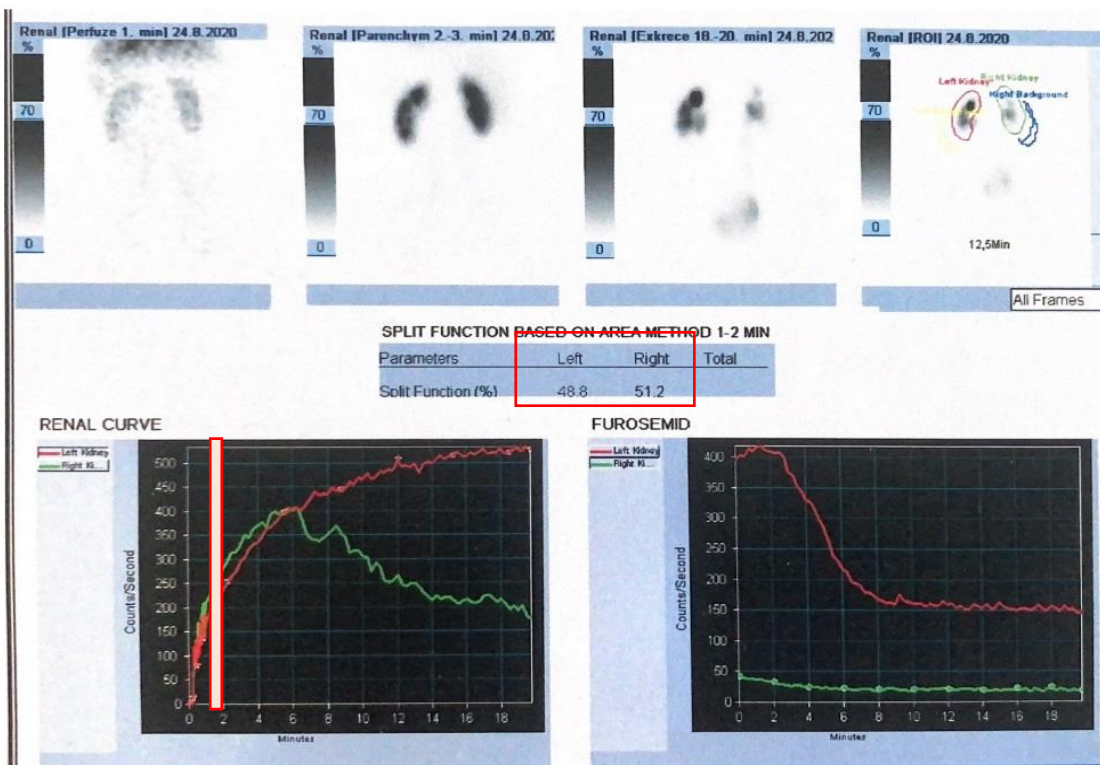 Renal [Perfuze 1. min] 24.8.2020
%
70
0
Renal [Parenchym 2.-3. min] 24.8.202
%
70
0
Renal [Exkrece 18.-20. min] 24.8.202
%
70
0
Renal [ROI] 24.8.2020
%
70
0
Left Kidney
Right Kidney
Right Background
12,5Min
All Frames
SPLIT FUNCTION BASED ON AREA METHOD 1-2 MIN
Parameters Left Right Total
Split Function (%) 48.8 51.2
RENAL CURVE
Left Kidney
Right Ki...
Counts/Second
500
450
400
350
300
250
200
150
100
50
0
0 2 4 6 8 10 12 14 16 18
Minutes
FUROSEMID
Left Kidney
Right Ki...
Counts/Second
400
350
300
250
200
150
100
50
0
0 2 4 6 8 10 12 14 16 18
Minutes